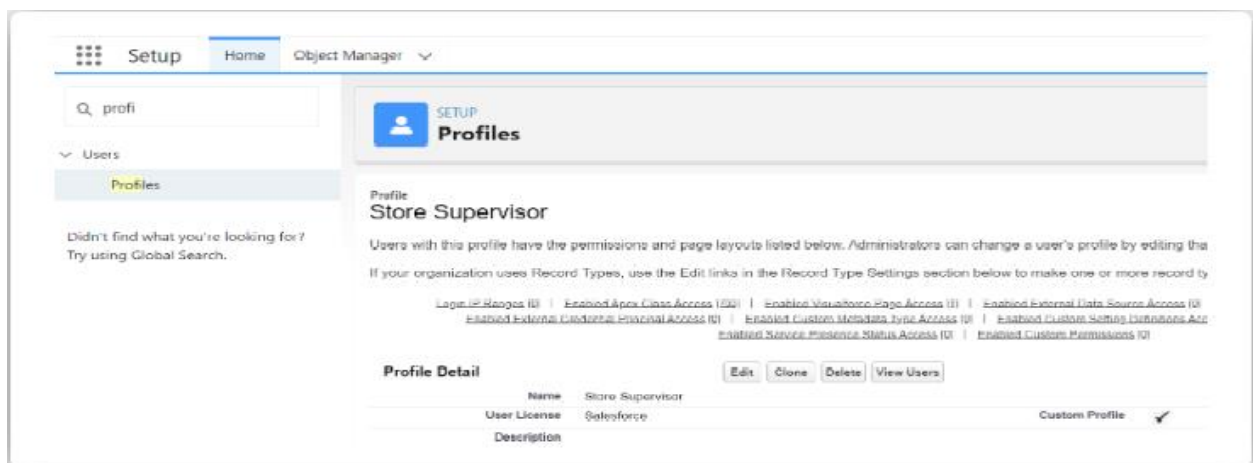 Setup Home Object Manager
profi
SETUP
Profiles
Users
Profiles
Didn't find what you're looking for?
Try using Global Search.
Profile
Store Supervisor
Users with this profile have the permissions and page layouts listed below. Administrators can change a user's profile by editing tha
If your organization uses Record Types, use the Edit links in the Record Type Settings section below to make one or more record ty
Login IP Ranges [0] | Enabled Apex Class Access | Enabled Visualforce Page Access | Enabled External Data Source Access [0]
Enabled External Credential Principal Access [0] | Enabled Custom Metadata Type Access [0] | Enabled Custom Setting Definitions Acc
Enabled Service Presence Status Access [0] | Enabled Custom Permissions [0]
Profile Detail Edit Clone Delete View Users
Name Store Supervisor
User License Salesforce Custom Profile ✓
Description